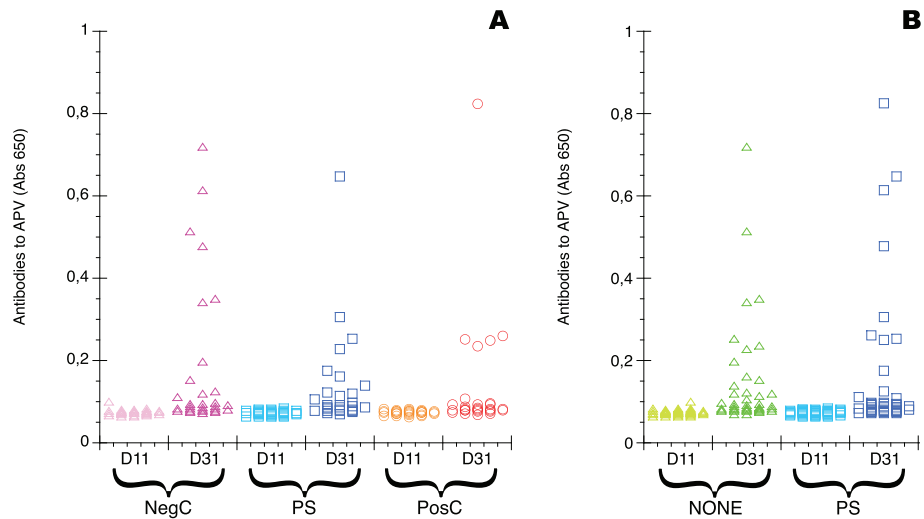 A
Antibodies to APV (Abs 650)
1
0,8
0,6
0,4
0,2
0
D11 D31 D11 D31 D11 D31
NegC PS PosC
B
Antibodies to APV (Abs 650)
1
0,8
0,6
0,4
0,2
0
D11 D31 D11 D31
NONE PS